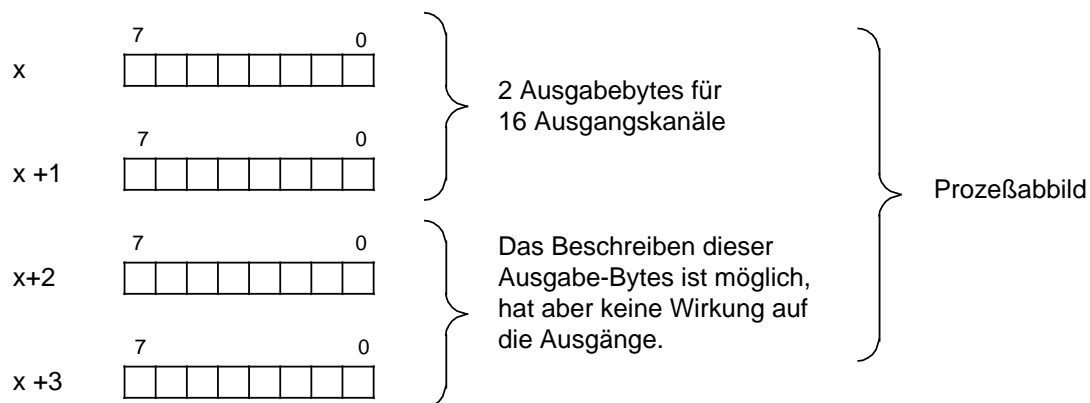 7 0
x
2 Ausgabebytes für
16 Ausgangskanäle
7 0
x +1
Prozeßabbild
7 0
x+2
Das Beschreiben dieser
Ausgabe-Bytes ist möglich,
hat aber keine Wirkung auf
die Ausgänge.
7 0
x +3